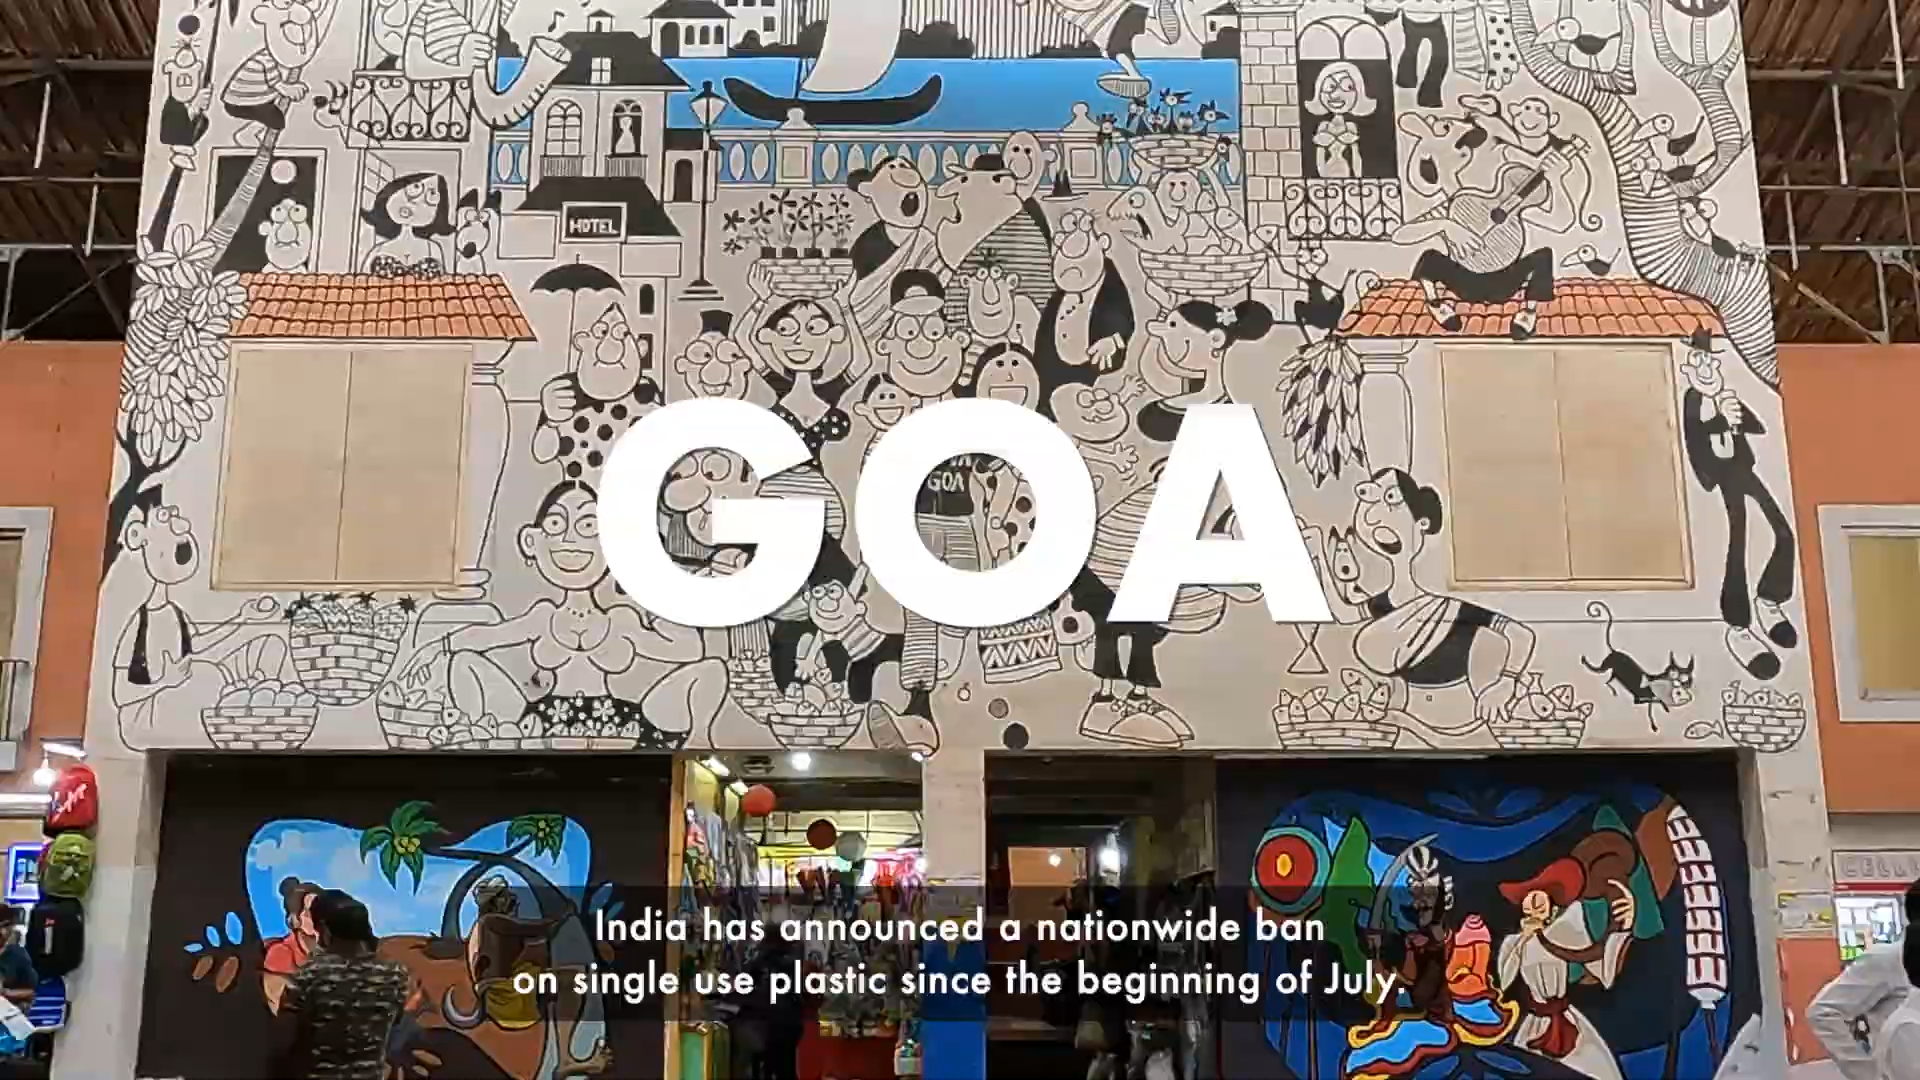 HOTEL
GOA
GOA
India has announced a nationwide ban
on single use plastic since the beginning of July.